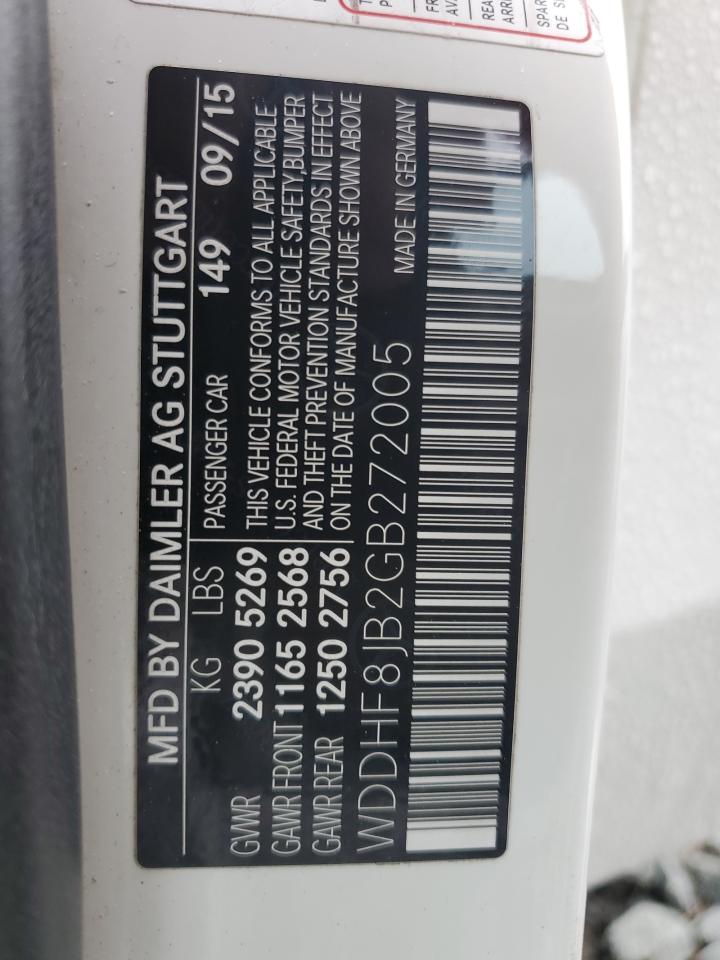 MFD BY DAIMLER AG STUTTGART
KG LBS PASSENGER CAR 149 09/15
GVWR 2390 5269 THIS VEHICLE CONFORMS TO ALL APPLICABLE
GAWR FRONT 1165 2568 U.S. FEDERAL MOTOR VEHICLE SAFETY,BUMPER
GAWR REAR 1250 2756 AND THEFT PREVENTION STANDARDS IN EFFECT
ON THE DATE OF MANUFACTURE SHOWN ABOVE
WDDHF8JB2GB272005 MADE IN GERMANY